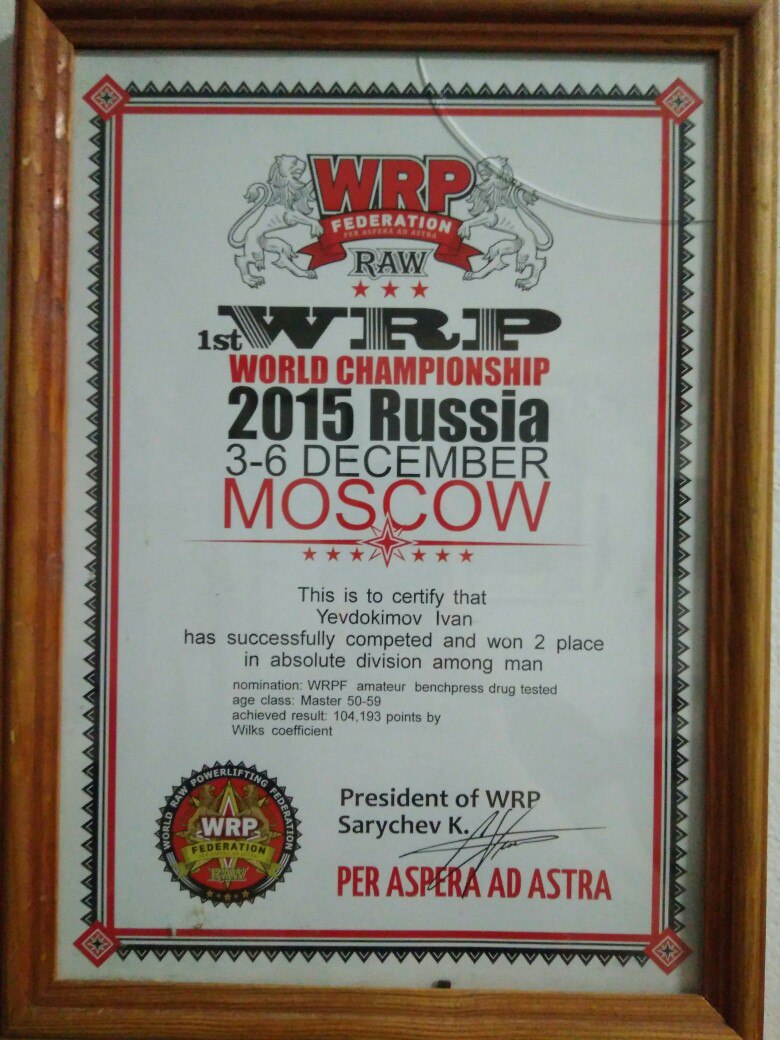 WRP
FEDERATION
PER ASPERA AD ASTRA
RAW
1st WRP
WORLD CHAMPIONSHIP
2015 Russia
3-6 DECEMBER
MOSCOW
This is to certify that
Yevdokimov Ivan
has successfully competed and won 2 place
in absolute division among man
nomination: WRPF amateur benchpress drug tested
age class: Master 50-59
achieved result: 104,193 points by
Wilks coefficient
WORLD RAW POWERLIFTING FEDERATION
WRP
FEDERATION
RAW
President of WRP
Sarychev K.
PER ASPERA AD ASTRA